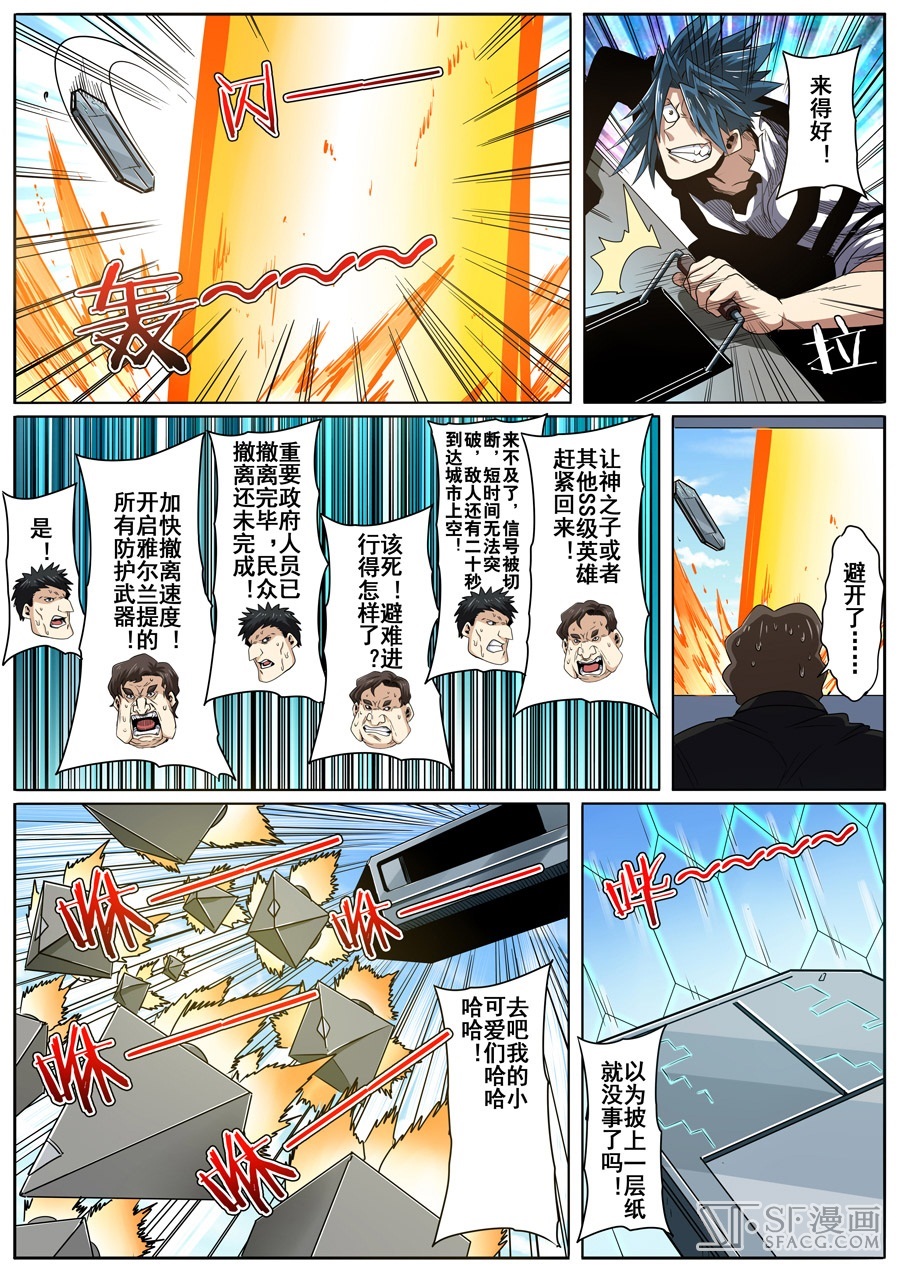 来得好！
拉
闪
轰
避开了……
让神之子或者
其他SS级英雄
赶紧回来！
来不及了，信号被切
断，短时间无法突
破，敌人还有二十秒
到达城市上空！
该死！避难进
行得怎样了？
重要政府人员已
撤离完毕，民众
撤离还未完成！
加快撤离速度！
开启雅尔兰提的
所有防护武器！
是！
咔
以为披上一层纸
就没事了吗！
咻
咻
咻
咻
去吧我的小
可爱们哈哈
哈哈！
SF漫画
SFACG.COM